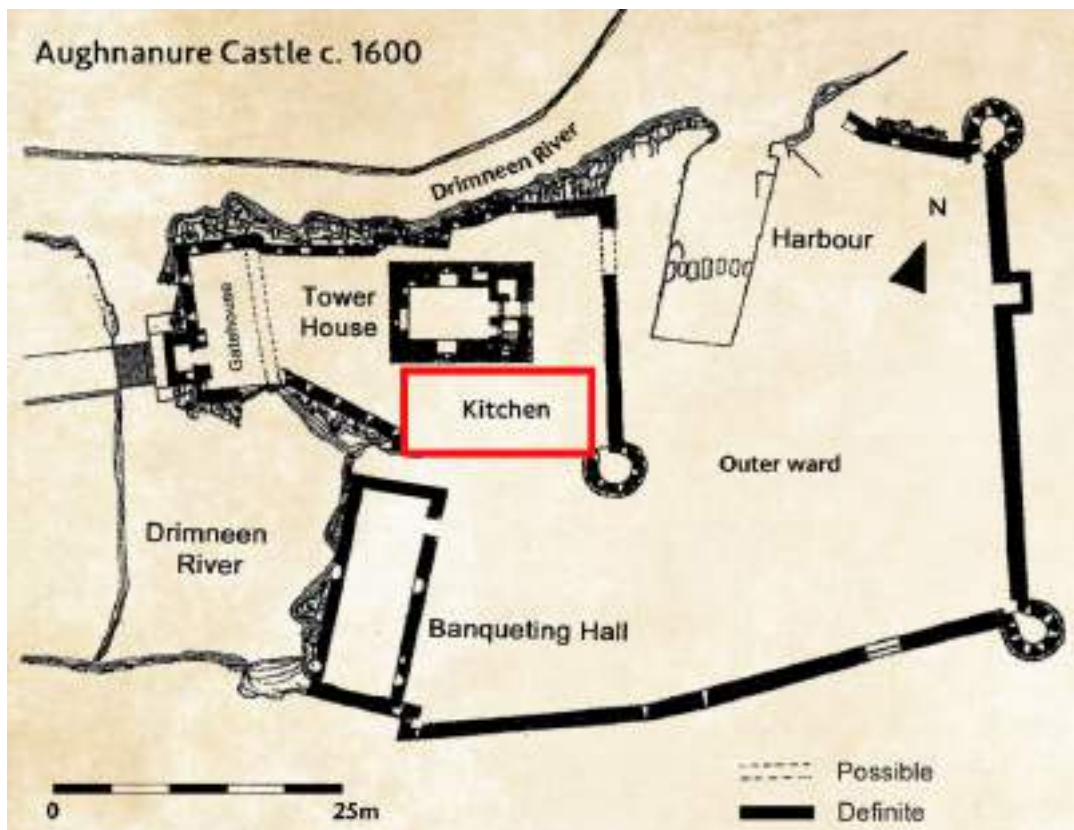 Aughnanure Castle c. 1600
Drimneen River
N
Harbour
Tower
House
Gatehouse
Kitchen
Outer ward
Drimneen
River
Banqueting Hall
Possible
Definite
0
25m